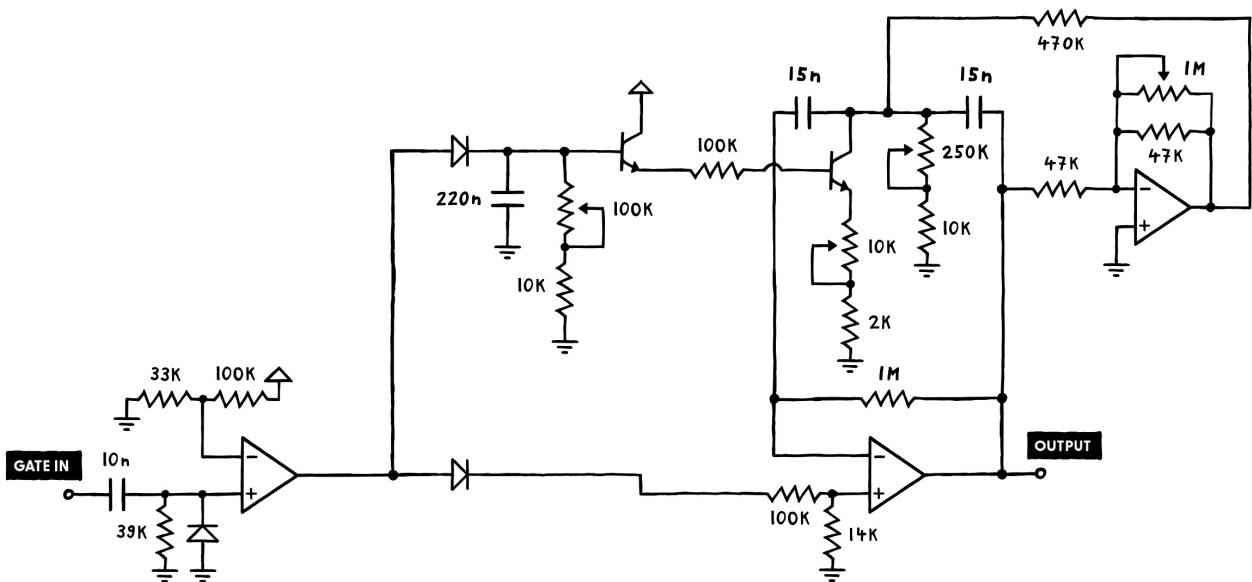 470K
15n
15n
1M
100K
250K
47K
47K
220n
100K
10K
10K
10K
2K
33K
100K
1M
GATE IN
10n
OUTPUT
39K
100K
14K